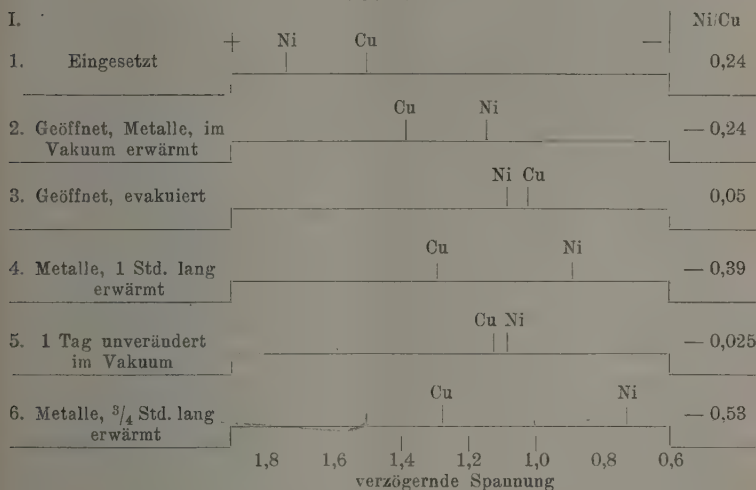 I.
Ni/Cu
+ Ni Cu —
1. Eingesetzt 0,24
Cu Ni
2. Geöffnet, Metalle, im — 0,24
Vakuum erwärmt
Ni Cu
3. Geöffnet, evakuiert 0,05
Cu Ni
4. Metalle, 1 Std. lang — 0,39
erwärmt
Cu Ni
5. 1 Tag unverändert — 0,025
im Vakuum
Cu Ni
6. Metalle, 3/4 Std. lang — 0,53
erwärmt
1,8 1,6 1,4 1,2 1,0 0,8 0,6
verzögernde Spannung